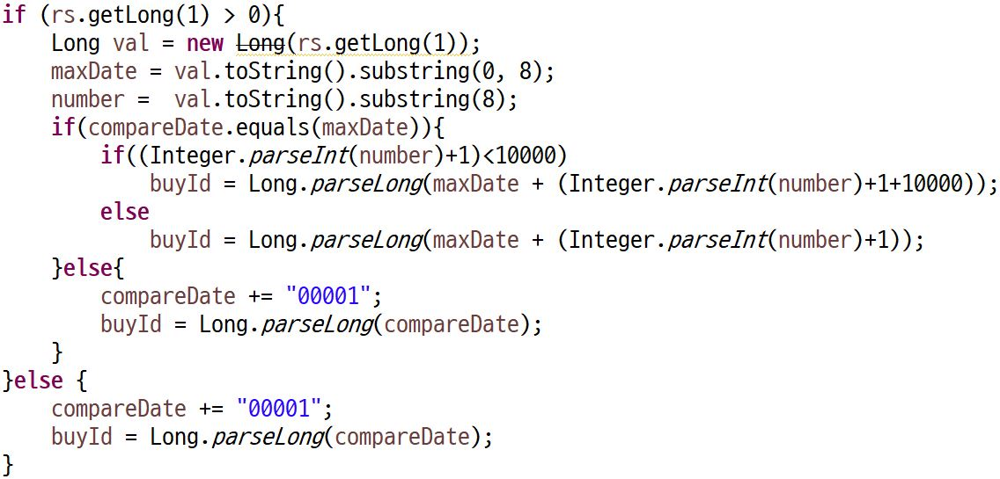 if (rs.getLong(1) > 0){
    Long val = new Long(rs.getLong(1));
    maxDate = val.toString().substring(0, 8);
    number =  val.toString().substring(8);
    if(compareDate.equals(maxDate)){
        if((Integer.parseInt(number)+1)<10000)
            buyId = Long.parseLong(maxDate + (Integer.parseInt(number)+1+10000));
        else
            buyId = Long.parseLong(maxDate + (Integer.parseInt(number)+1));
    }else{
        compareDate += "00001";
        buyId = Long.parseLong(compareDate);
    }
}else {
    compareDate += "00001";
    buyId = Long.parseLong(compareDate);
}